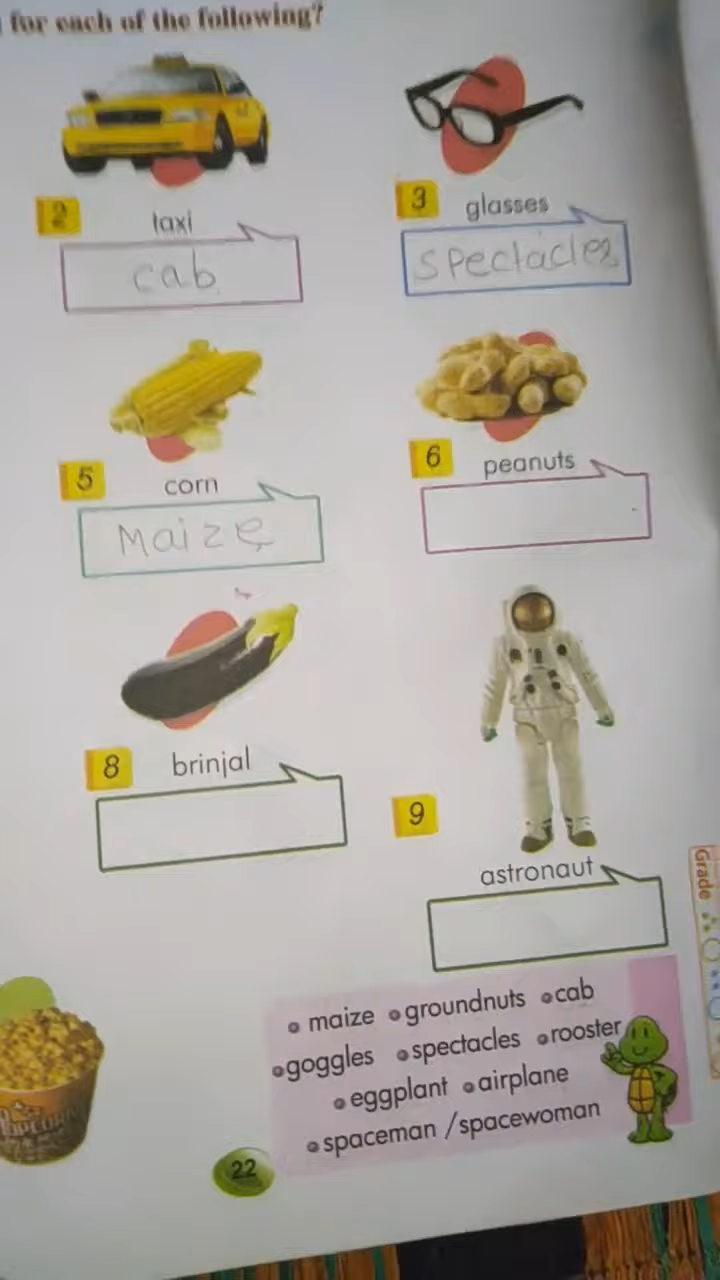 for each of the following?
2 taxi
cab
3 glasses
spectacles
5 corn
Maize
6 peanuts
8 brinjal
9
astronaut
Grade
• maize • groundnuts • cab
• goggles • spectacles • rooster
• eggplant • airplane
• spaceman / spacewoman
22